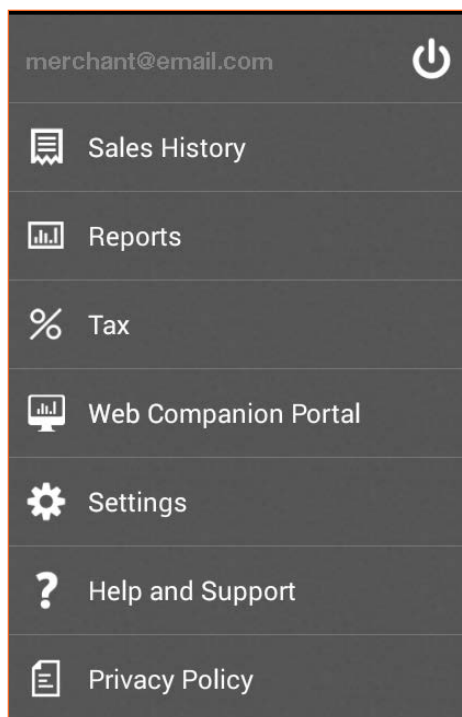 merchant@email.com
Sales History
Reports
Tax
Web Companion Portal
Settings
Help and Support
Privacy Policy